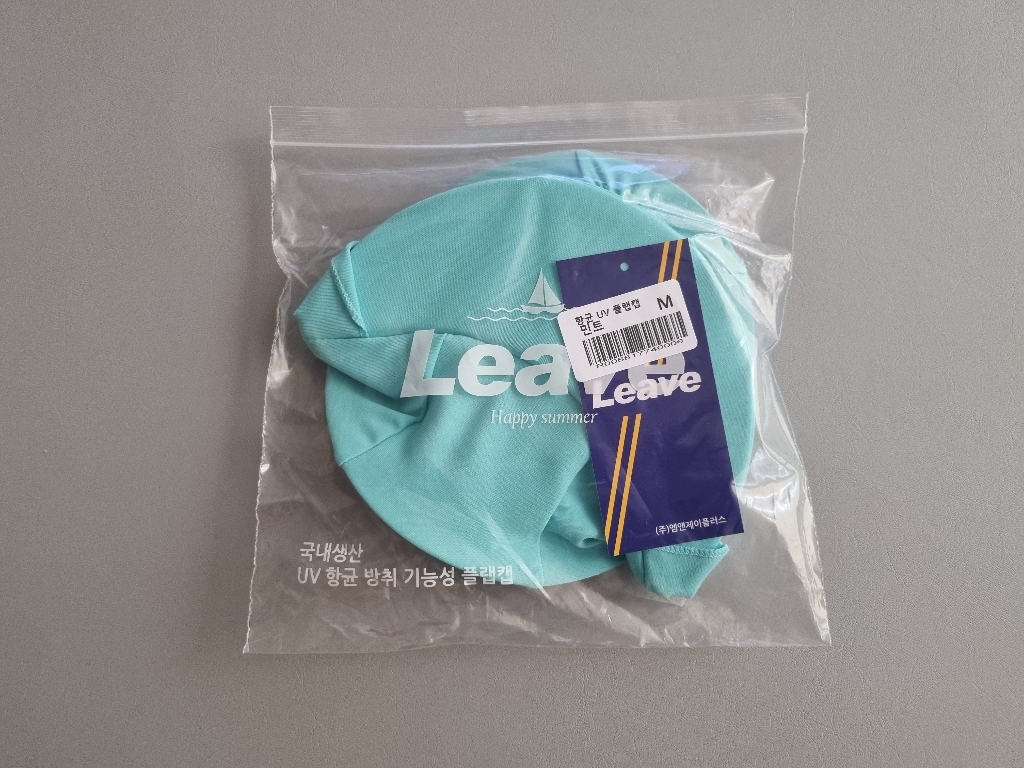 Leave
Happy summer
항균 UV 플랩캡
민트
M
Leave
(주)엠앤제이플러스
국내생산
UV 항균 방취 기능성 플랩캡